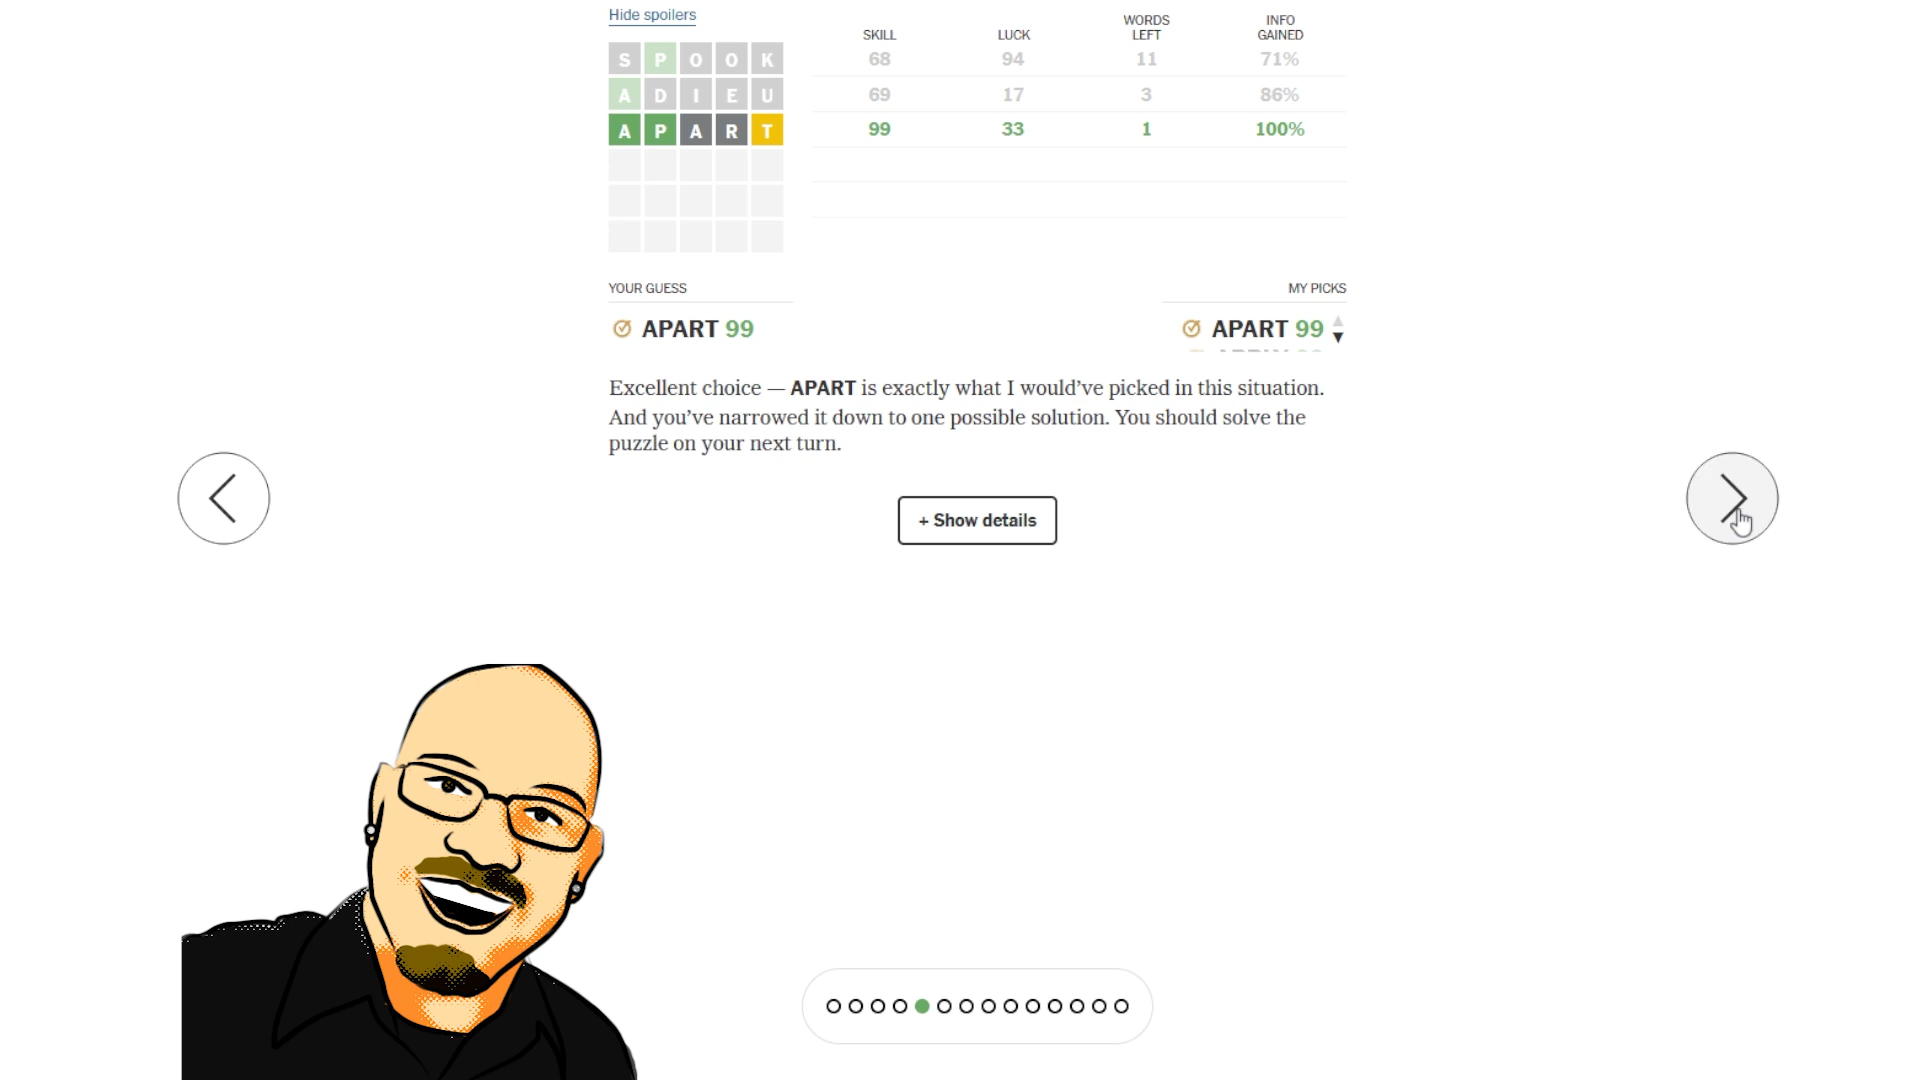 Hide spoilers
SKILL LUCK WORDS LEFT INFO GAINED
S P O O K 68 94 11 71%
A D I E U 69 17 3 86%
A P A R T 99 33 1 100%
YOUR GUESS MY PICKS
APART 99 APART 99
Excellent choice — APART is exactly what I would’ve picked in this situation.
And you’ve narrowed it down to one possible solution. You should solve the
puzzle on your next turn.
+ Show details